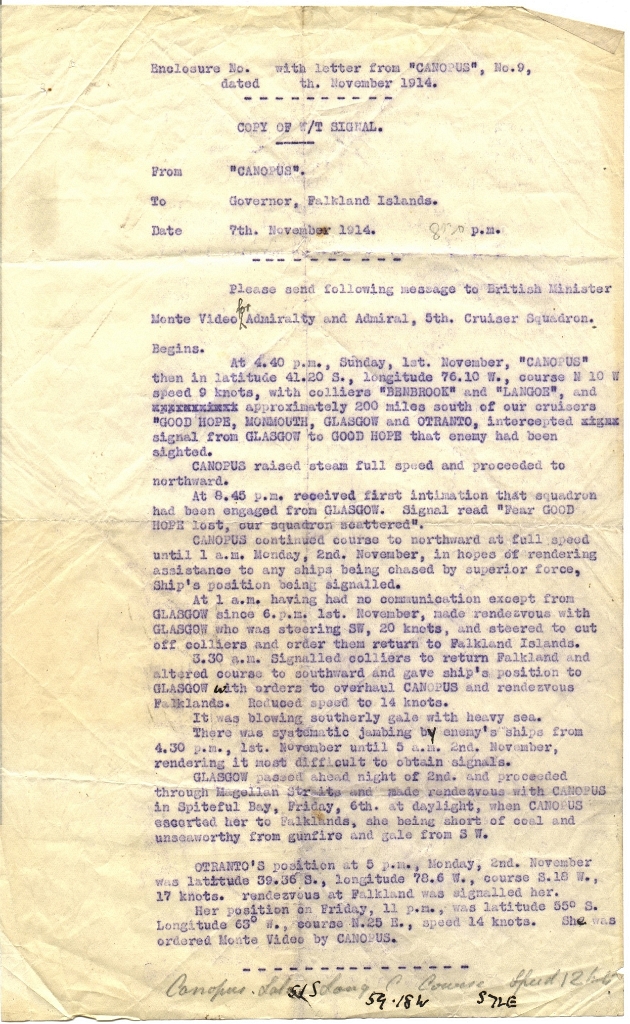 Enclosure No. with letter from "CANOPUS", No.9,
dated th. November 1914.
COPY OF W/T SIGNAL.
From "CANOPUS".
To Governor, Falkland Islands.
Date 7th. November 1914. 8.30 p.m.
Please send following message to British Minister
for
Monte Video Admiralty and Admiral, 5th. Cruiser Squadron.
Begins.
At 4.40 p.m., Sunday, 1st. November, "CANOPUS"
then in latitude 41.20 S., longitude 76.10 W., course N 10 W
speed 9 knots, with colliers "BENBROOK" and "LANGOE", and
approximately 200 miles south of our cruisers
"GOOD HOPE, MONMOUTH, GLASGOW and OTRANTO, intercepted
signal from GLASGOW to GOOD HOPE that enemy had been
sighted.
CANOPUS raised steam full speed and proceeded to
northward.
At 8.45 p.m. received first intimation that squadron
had been engaged from GLASGOW. Signal read "Fear GOOD
HOPE lost, our squadron scattered".
CANOPUS continued course to northward at full speed
until 1 a.m. Monday, 2nd. November, in hopes of rendering
assistance to any ships being chased by superior force,
Ship's position being signalled.
At 1 a.m. having had no communication except from
GLASGOW since 6.p.m. 1st. November, made rendezvous with
GLASGOW who was steering SW, 20 knots, and steered to cut
off colliers and order them return to Falkland Islands.
3.30 a.m. Signalled colliers to return Falkland and
altered course to southward and gave ship's position to
GLASGOW with orders to overhaul CANOPUS and rendezvous
Falklands. Reduced speed to 14 knots.
It was blowing southerly gale with heavy sea.
There was systematic jambing by enemy's ships from
4.30 p.m., 1st. November until 5 a.m. 2nd. November,
rendering it most difficult to obtain signals.
GLASGOW passed ahead night of 2nd. and proceeded
through Magellan Straits and made rendezvous with CANOPUS
in Spiteful Bay, Friday, 6th. at daylight, when CANOPUS
escorted her to Falklands, she being short of coal and
unseaworthy from gunfire and gale from S W.
OTRANTO'S position at 5 p.m., Monday, 2nd. November
was latitude 39.36 S., longitude 78.6 W., course S.18 W.,
17 knots. rendezvous at Falkland was signalled her.
Her position on Friday, 11 p.m., was latitude 55° S.
Longitude 63° W., course N.25 E., speed 14 knots. She was
ordered Monte Video by CANOPUS.
Canopus. Lat 51S Long Course Speed 12 kts
59.18W S72E